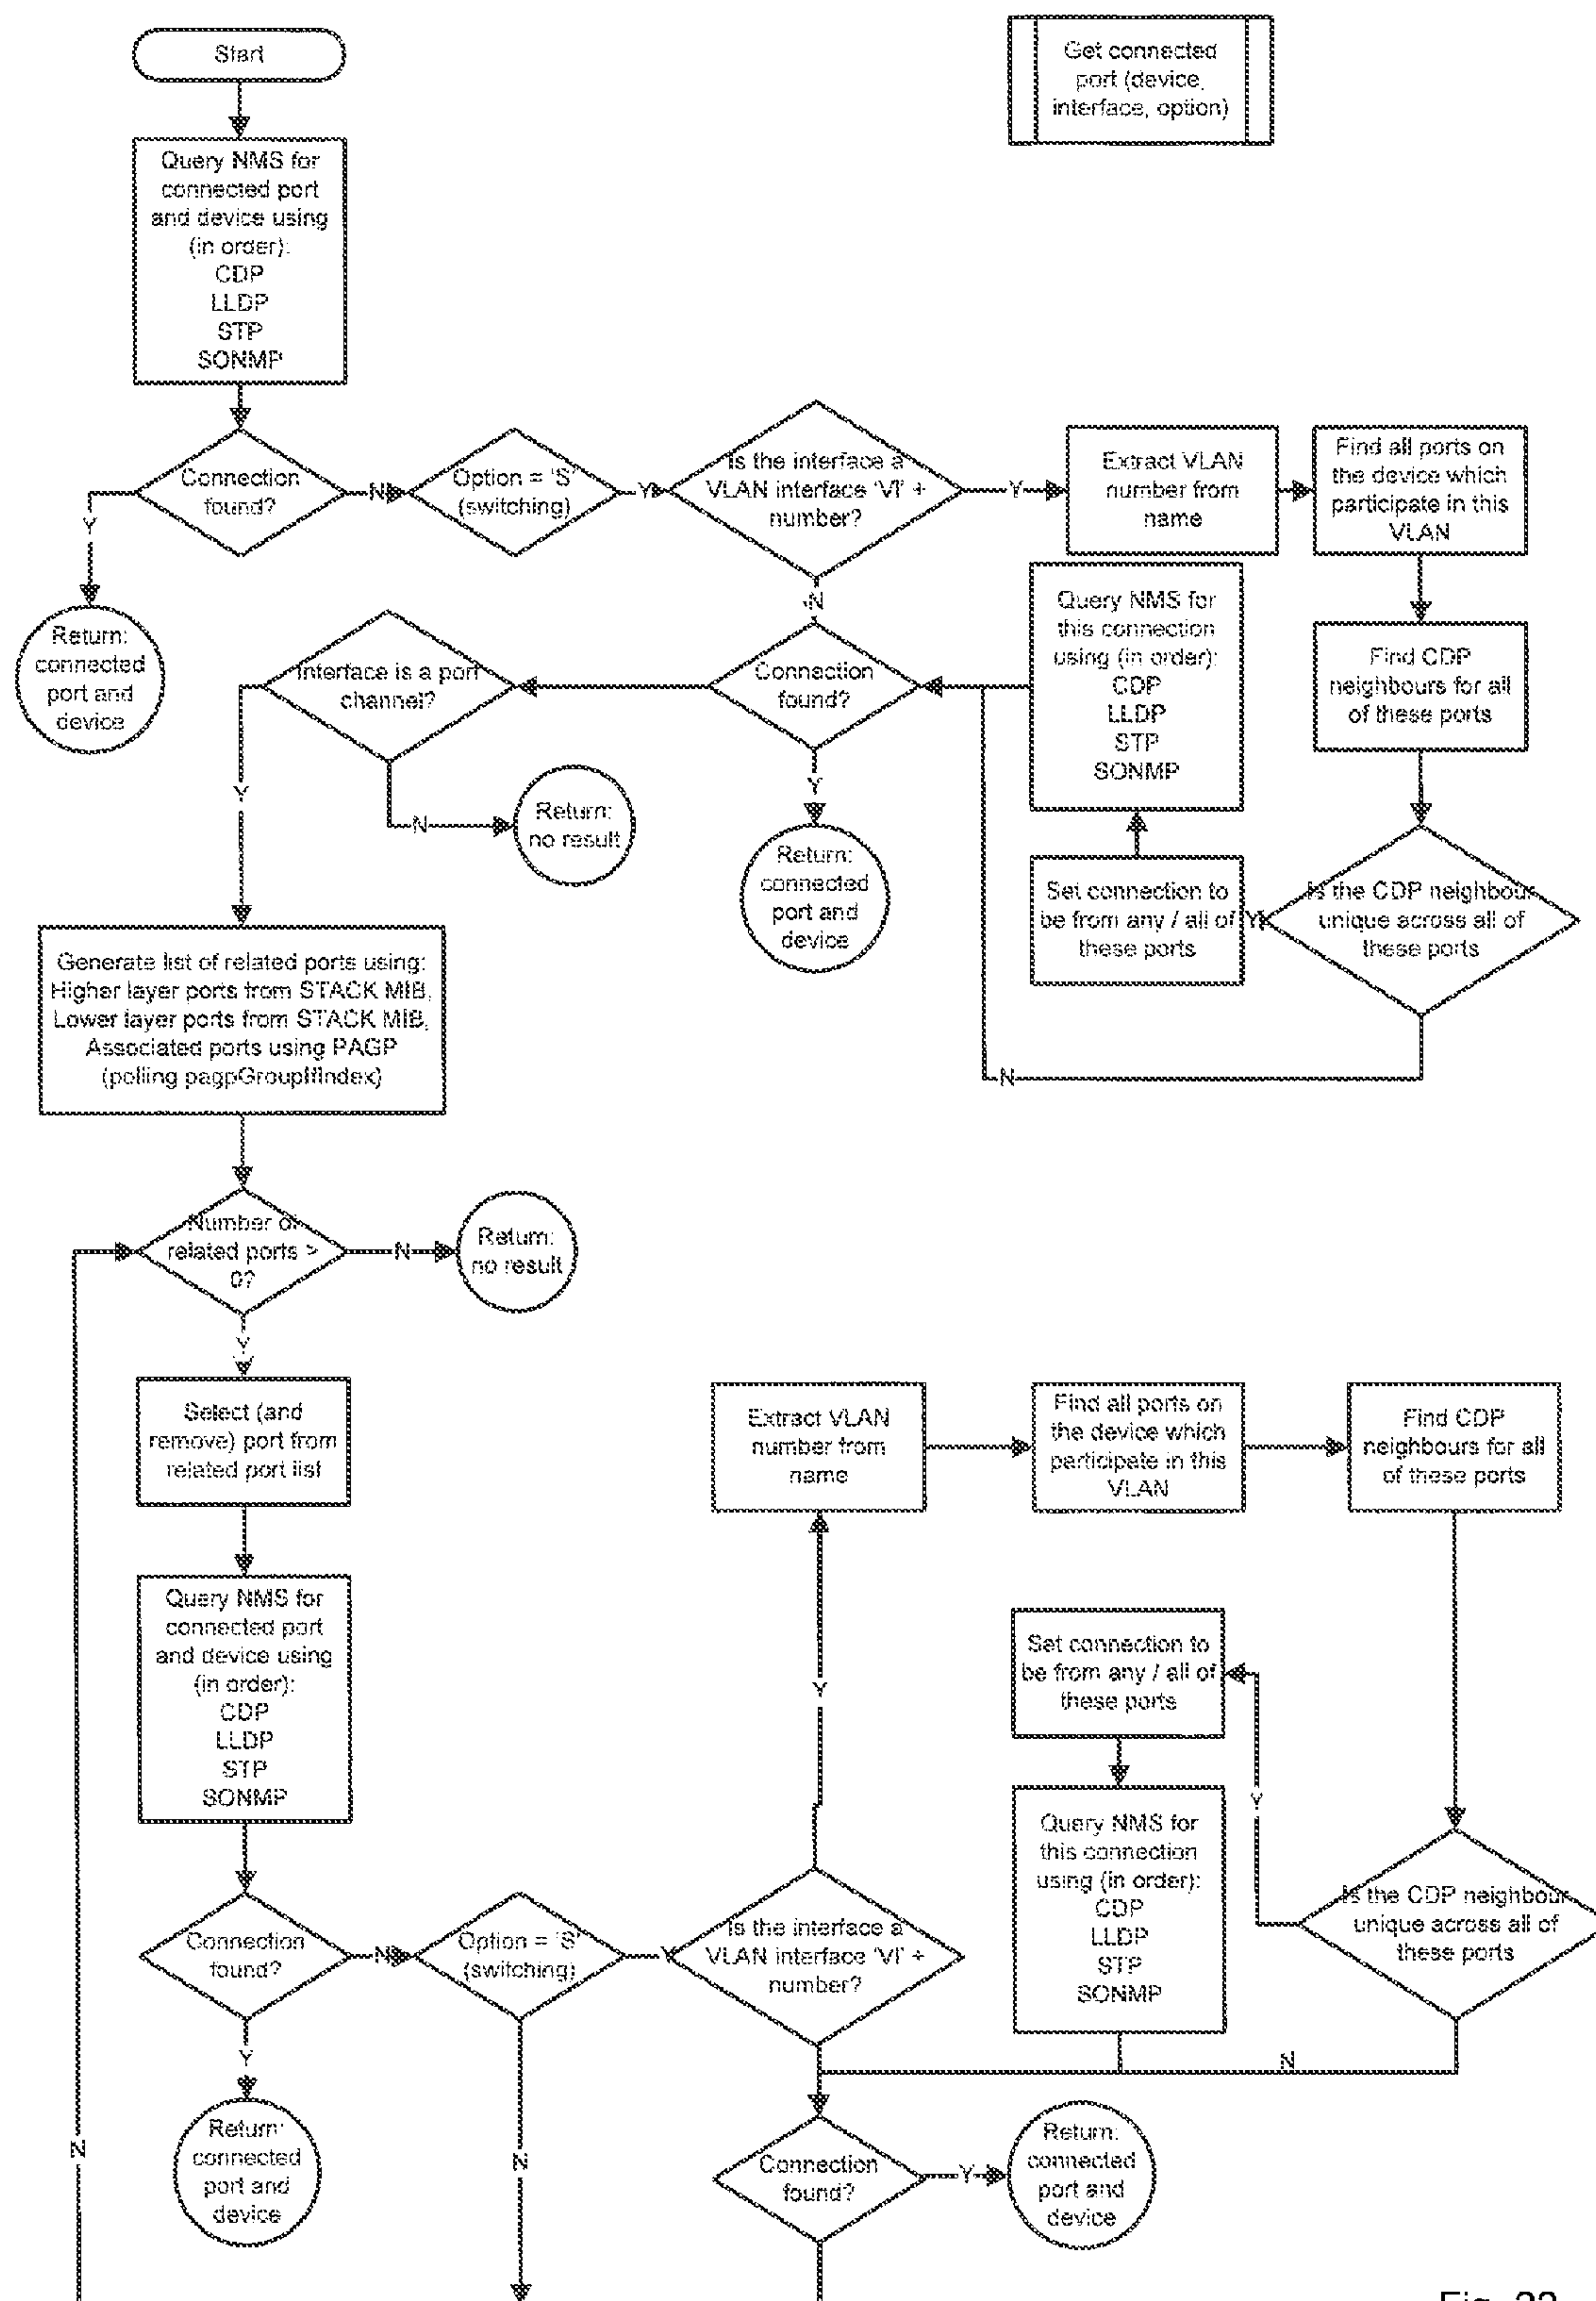 Start
Get connected
port (device,
interface, option)
Query NMS for
connected port
and device using
(in order):
CDP
LLDP
STP
SONMP
Connection
found?
N
Option = 'S'
(switching)
Y
Is the interface a
VLAN interface 'VI' +
number?
Y
Extract VLAN
number from
name
Find all ports on
the device which
participate in this
VLAN
Y
N
Return:
connected
port and
device
Interface is a port
channel?
Connection
found?
Query NMS for
this connection
using (in order):
CDP
LLDP
STP
SONMP
Find CDP
neighbours for all
of these ports
Y
N
Return:
no result
Y
Return:
connected
port and
device
Set connection to
be from any / all of
these ports
Y
Is the CDP neighbour
unique across all of
these ports
N
Generate list of related ports using:
Higher layer ports from STACK MIB,
Lower layer ports from STACK MIB,
Associated ports using PAGP
(polling pagpGroupIfIndex)
Number of
related ports >
0?
N
Return:
no result
Y
Select (and
remove) port from
related port list
Extract VLAN
number from
name
Find all ports on
the device which
participate in this
VLAN
Find CDP
neighbours for all
of these ports
Query NMS for
connected port
and device using
(in order):
CDP
LLDP
STP
SONMP
Y
Set connection to
be from any / all of
these ports
Y
Query NMS for
this connection
using (in order):
CDP
LLDP
STP
SONMP
Connection
found?
N
Option = 'S'
(switching)
Y
Is the interface a
VLAN interface 'VI' +
number?
Is the CDP neighbour
unique across all of
these ports
N
Y
Return:
connected
port and
device
N
N
Connection
found?
Y
Return:
connected
port and
device